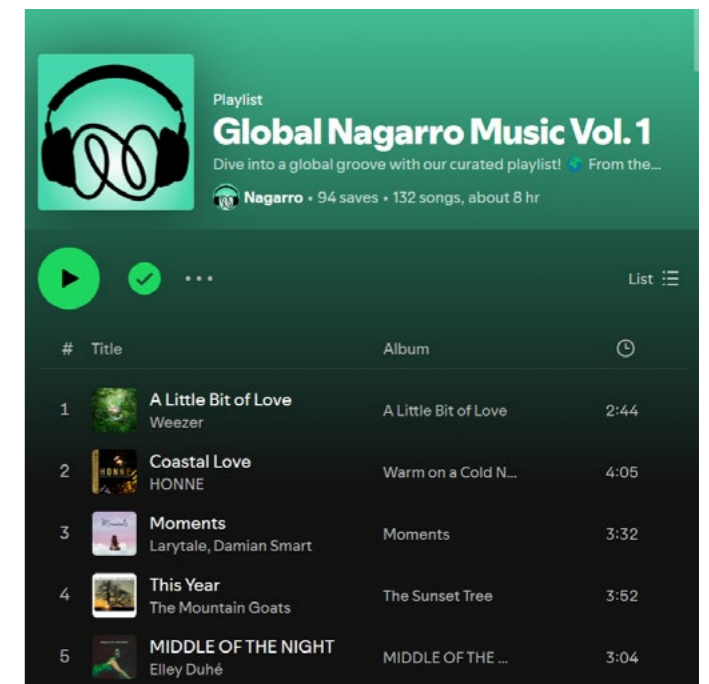 Playlist
Global Nagarro Music Vol. 1
Dive into a global groove with our curated playlist! 🌍 From the...
Nagarro • 94 saves • 132 songs, about 8 hr
List
# Title Album
1 A Little Bit of Love A Little Bit of Love 2:44
Weezer
2 Coastal Love Warm on a Cold N... 4:05
HONNE
3 Moments Moments 3:32
Larytale, Damian Smart
4 This Year The Sunset Tree 3:52
The Mountain Goats
5 MIDDLE OF THE NIGHT MIDDLE OF THE ... 3:04
Elley Duhé